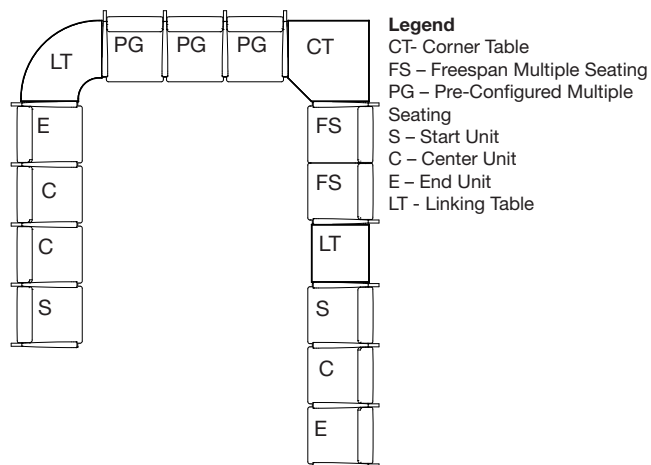 LT
PG PG PG
CT
E
C
C
S
FS
FS
LT
S
C
E
Legend
CT- Corner Table
FS – Freespan Multiple Seating
PG – Pre-Configured Multiple
Seating
S – Start Unit
C – Center Unit
E – End Unit
LT - Linking Table